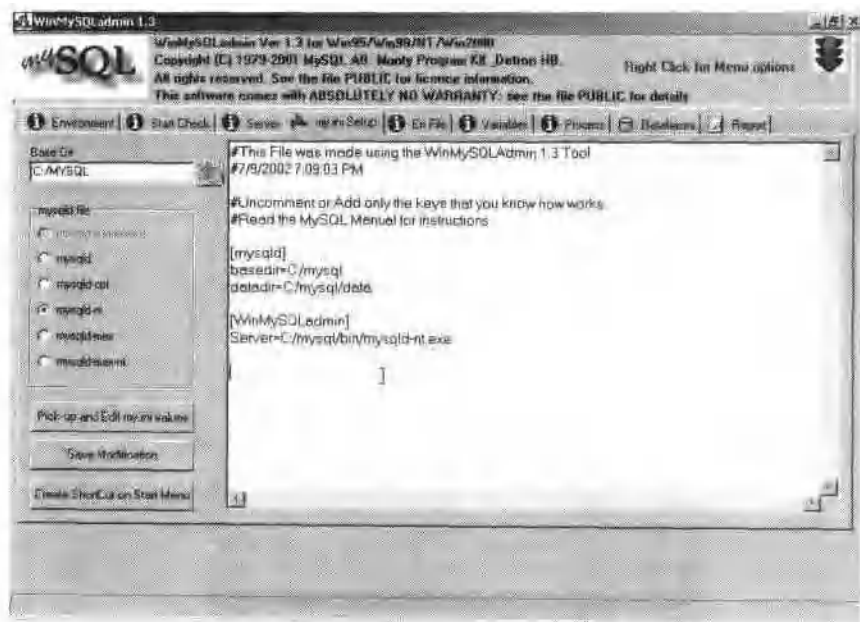 WinMySQLadmin 1.3
mySQL
WinMySQLadmin Ver 1.3 for Win95/Win98/NT/Win2000
Copyright (C) 1979-2001 MySQL AB, Monty Program KB, Detron HB.
All rights reserved. See the file PUBLIC for licence information.
This software comes with ABSOLUTELY NO WARRANTY: see the file PUBLIC for details
Right Click for Menu options
Environment Start Check Server my.ini Setup Err File Variables Process Databases Report
Base Dir
C:/MYSQL
mysqld file
mysqld
mysqld-opt
mysqld-nt
mysqld-max
mysqld-max-nt
Pick-up and Edit my.ini values
Save Modification
Create ShortCut on Start Menu
#This File was made using the WinMySQLAdmin 1.3 Tool
#7/9/2002 7:09:03 PM
#Uncomment or Add only the keys that you know how works.
#Read the MySQL Manual for instructions
[mysqld]
basedir=C:/mysql
datadir=C:/mysql/data
[WinMySQLadmin]
Server=C:/mysql/bin/mysqld-nt.exe